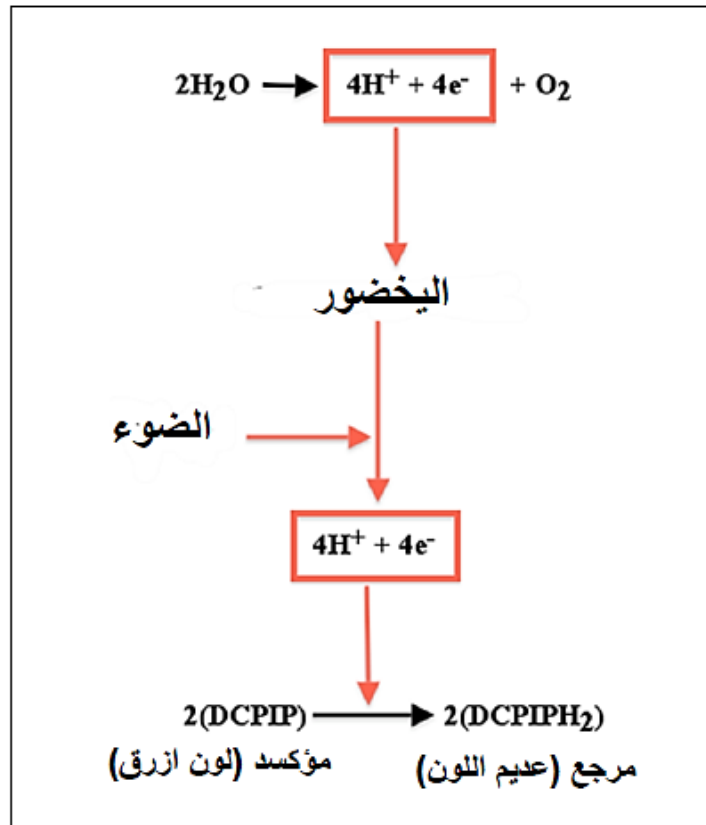 2H₂O → 4H⁺ + 4e⁻ + O₂
اليخضور
الضوء
4H⁺ + 4e⁻
2(DCPIP) → 2(DCPIPH₂)
مؤكسد (لون ازرق) مرجع (عديم اللون)